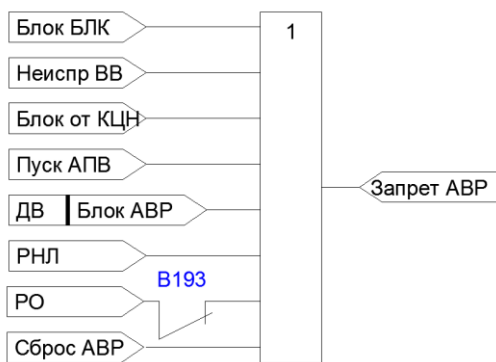 Блок БЛК
1
Неиспр ВВ
Блок от КЦН
Пуск АПВ
Запрет АВР
ДВ Блок АВР
РНЛ
B193
РО
Сброс АВР